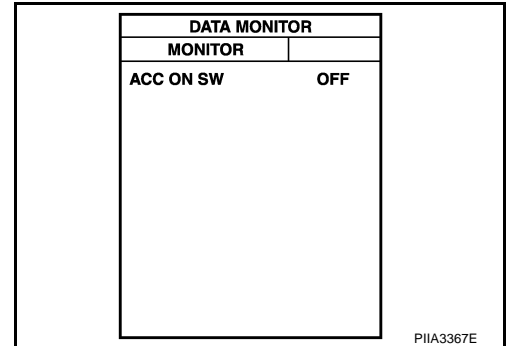 DATA MONITOR
MONITOR
ACC ON SW OFF
PIIA3367E